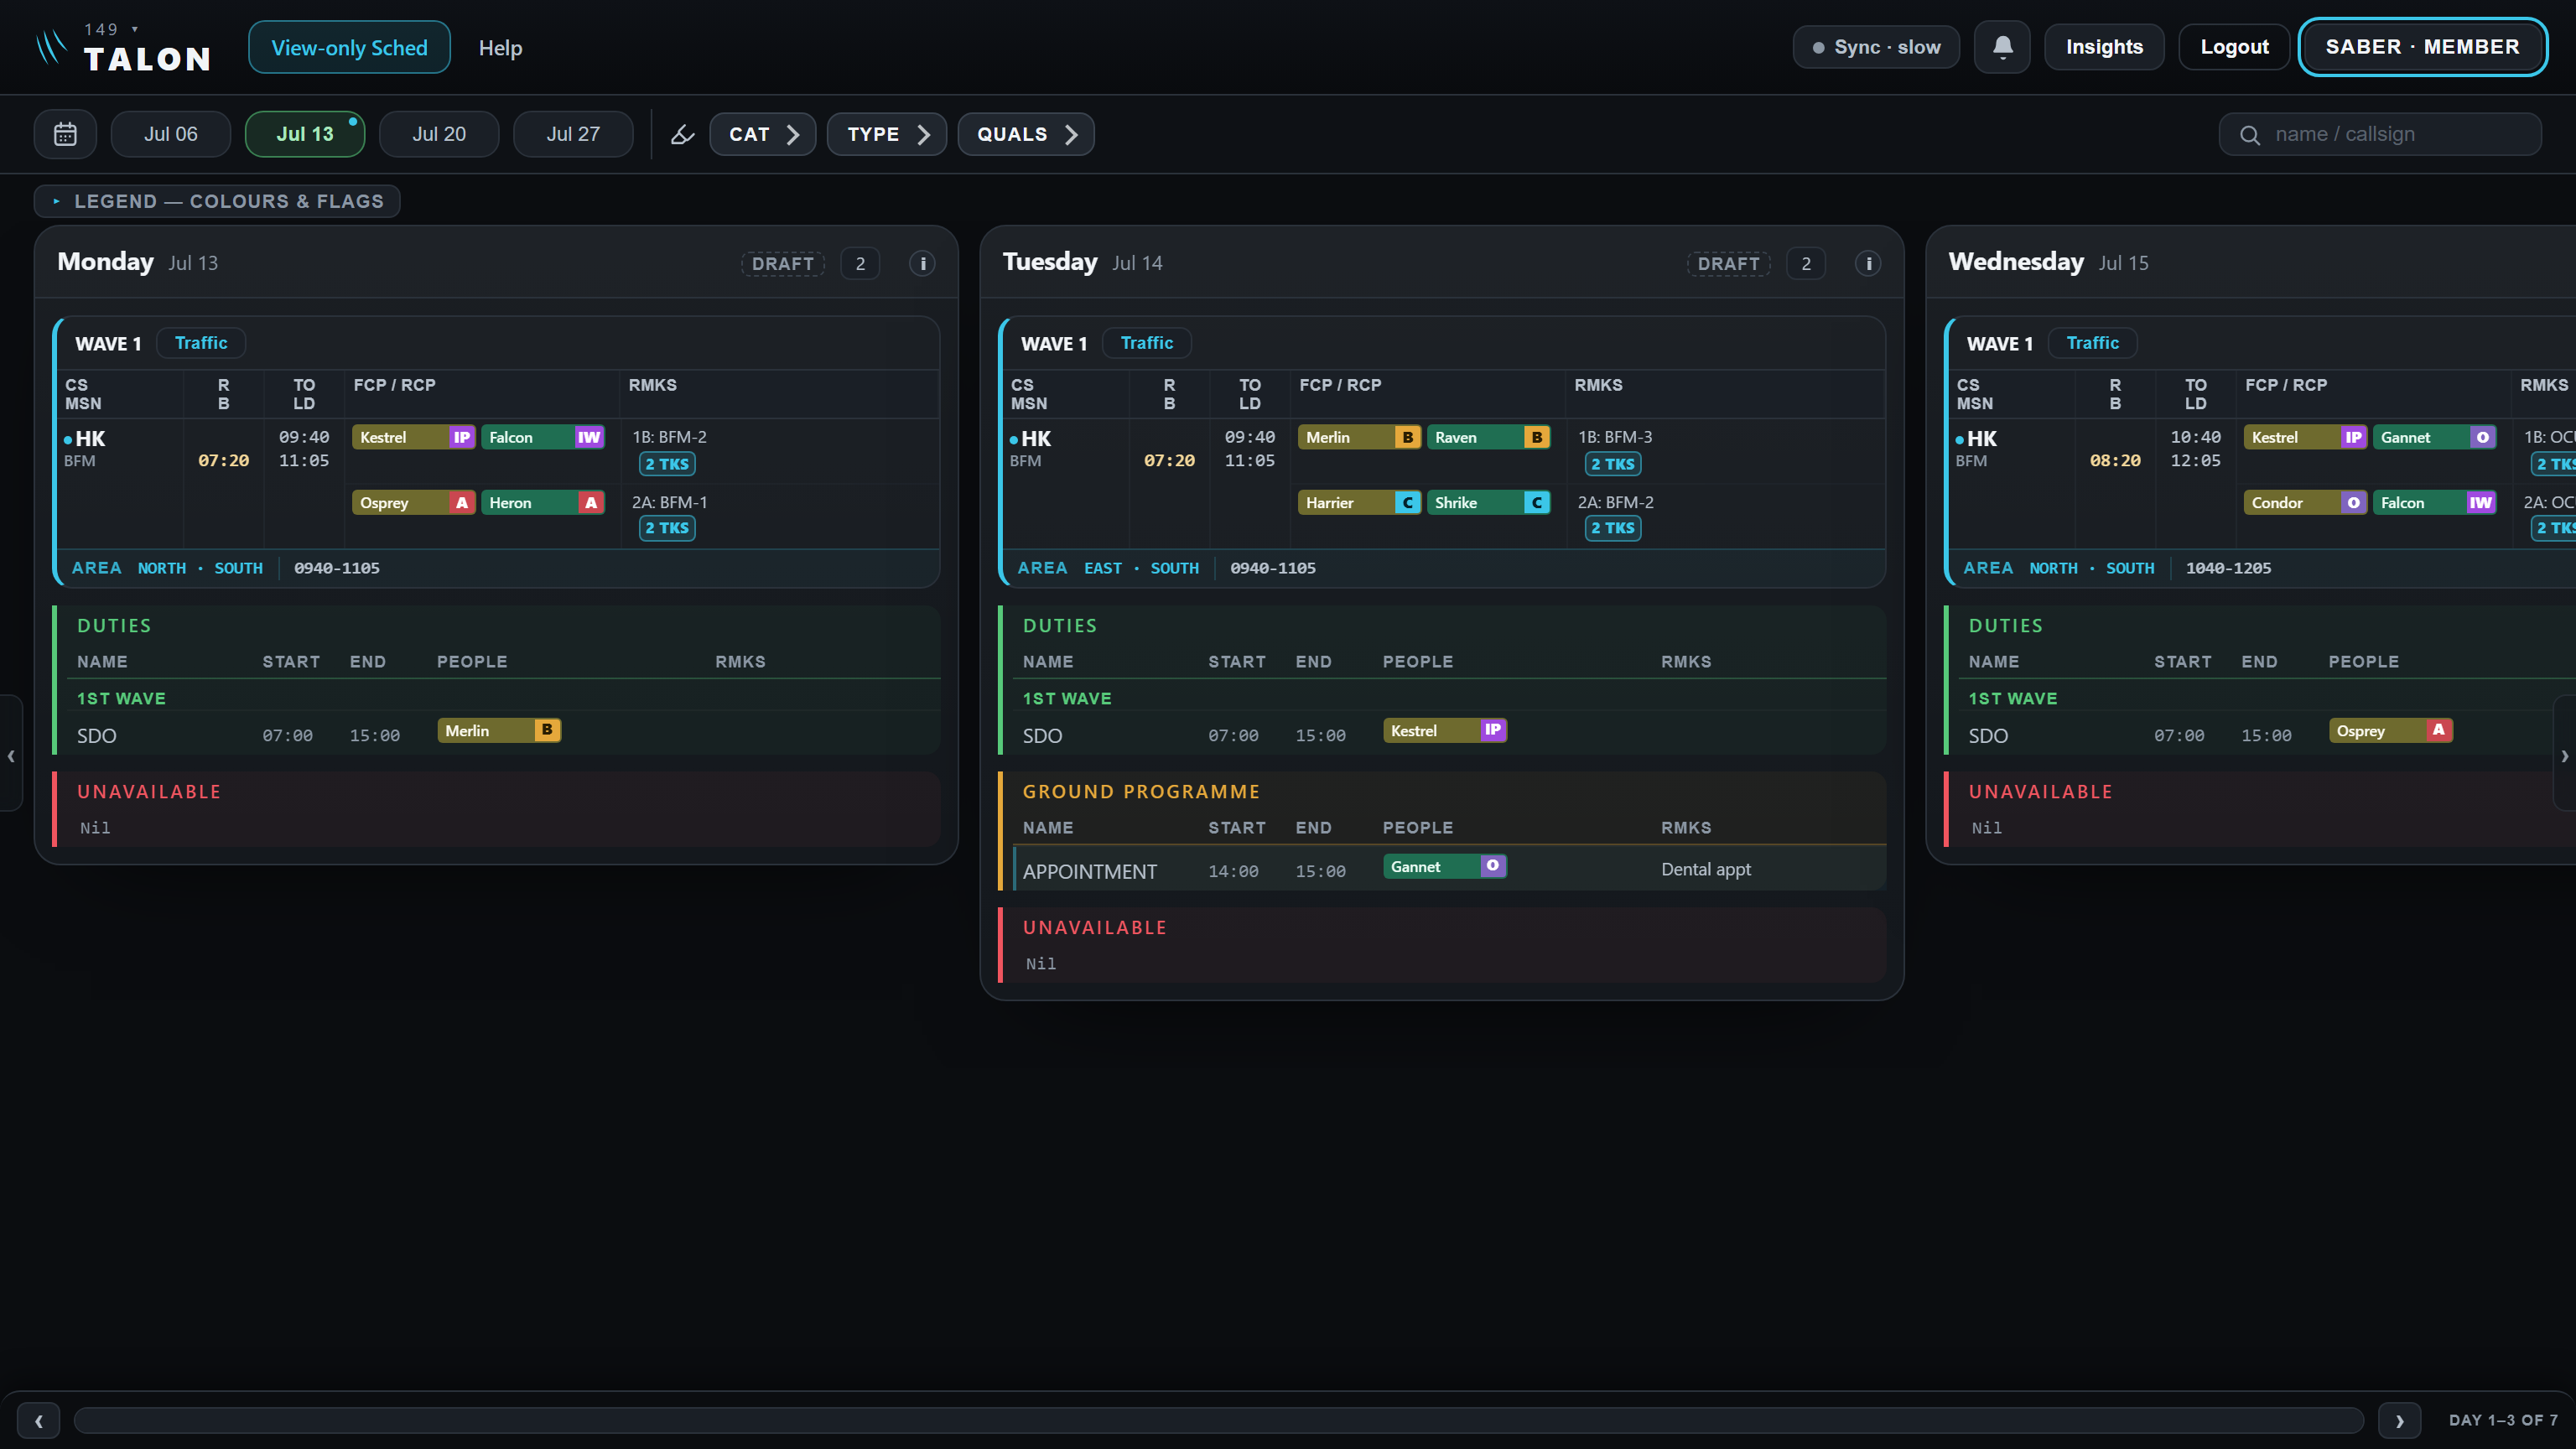 149 ▾
TALON
View-only Sched
Help
Sync · slow
Insights
Logout
SABER · MEMBER
Jul 06
Jul 13
Jul 20
Jul 27
CAT
TYPE
QUALS
name / callsign
LEGEND — COLOURS & FLAGS
Monday Jul 13
DRAFT
2
i
WAVE 1 Traffic
CS R TO FCP / RCP RMKS
MSN B LD
HK 09:40 Kestrel IP Falcon IW 1B: BFM-2
BFM 07:20 11:05 2 TKS
Osprey A Heron A 2A: BFM-1
2 TKS
AREA NORTH · SOUTH 0940-1105
DUTIES
NAME START END PEOPLE RMKS
1ST WAVE
SDO 07:00 15:00 Merlin B
UNAVAILABLE
Nil
Tuesday Jul 14
DRAFT
2
i
WAVE 1 Traffic
CS R TO FCP / RCP RMKS
MSN B LD
HK 09:40 Merlin B Raven B 1B: BFM-3
BFM 07:20 11:05 2 TKS
Harrier C Shrike C 2A: BFM-2
2 TKS
AREA EAST · SOUTH 0940-1105
DUTIES
NAME START END PEOPLE RMKS
1ST WAVE
SDO 07:00 15:00 Kestrel IP
GROUND PROGRAMME
NAME START END PEOPLE RMKS
APPOINTMENT 14:00 15:00 Gannet O Dental appt
UNAVAILABLE
Nil
Wednesday Jul 15
WAVE 1 Traffic
CS R TO FCP / RCP RMKS
MSN B LD
HK 10:40 Kestrel IP Gannet O 1B:
BFM 08:20 12:05 2
Condor O Falcon IW 2A:
2
AREA NORTH · SOUTH 1040-1205
DUTIES
NAME START END PEOPLE
1ST WAVE
SDO 07:00 15:00 Osprey A
UNAVAILABLE
Nil
DAY 1–3 OF 7